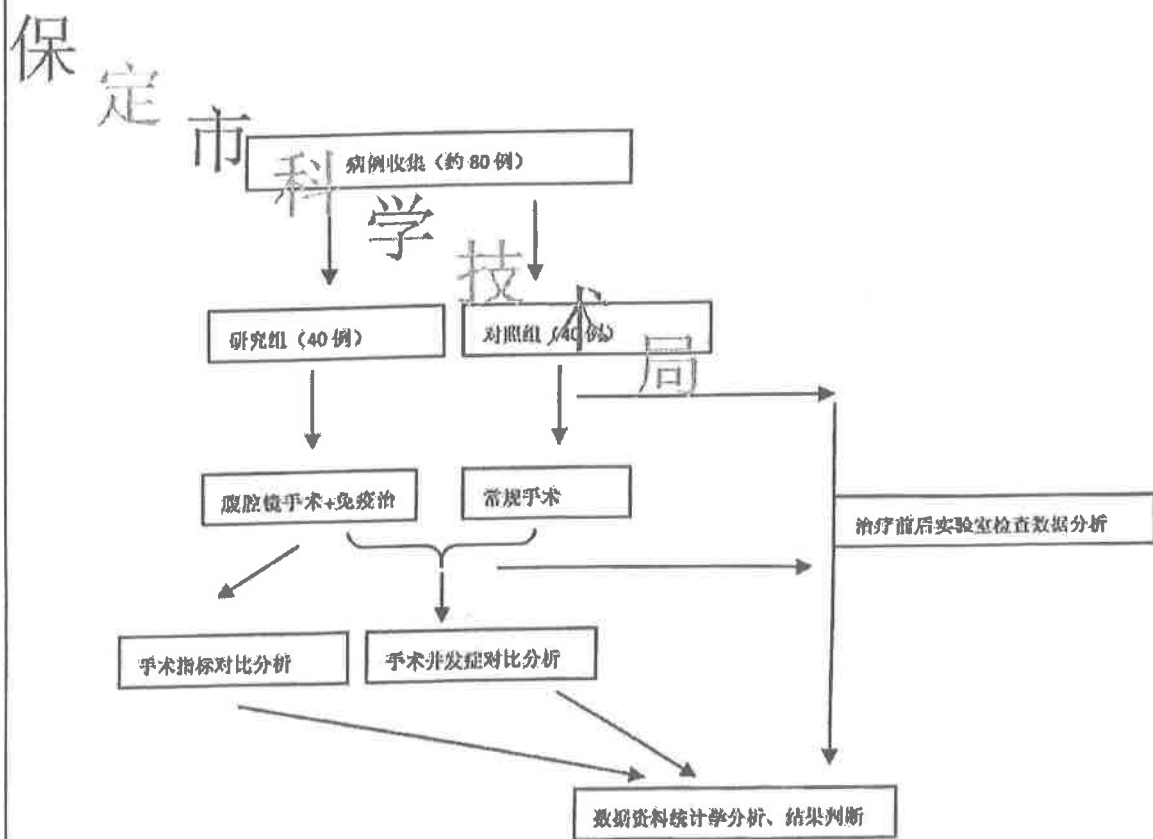 保定市科学技术局
病例收集（约80例）
研究组（40例）
对照组（40例）
腹腔镜手术+免疫治
常规手术
治疗前后实验室检查数据分析
手术指标对比分析
手术并发症对比分析
数据资料统计学分析、结果判断